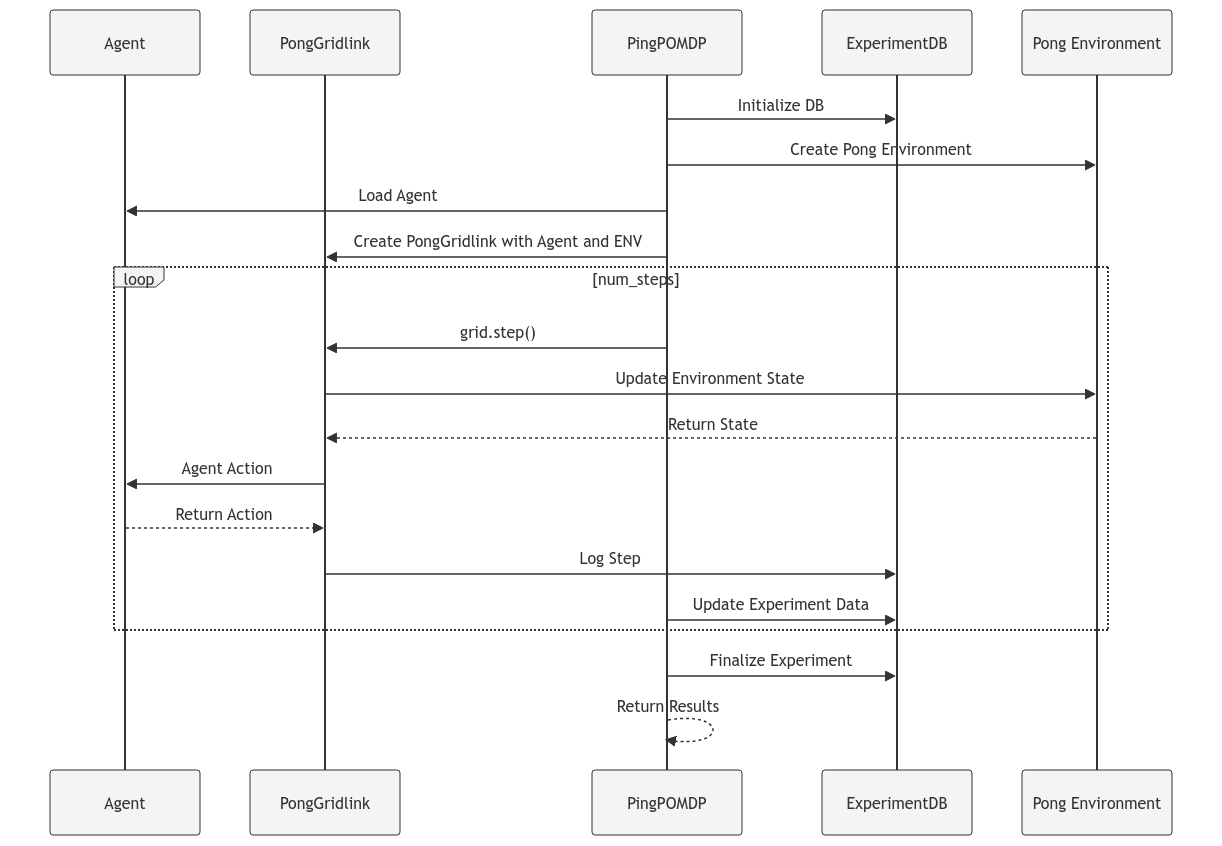 Agent
PongGridlink
PingPOMDP
ExperimentDB
Pong Environment
Initialize DB
Create Pong Environment
Load Agent
Create PongGridlink with Agent and ENV
loop
[num_steps]
grid.step()
Update Environment State
Return State
Agent Action
Return Action
Log Step
Update Experiment Data
Finalize Experiment
Return Results
Agent
PongGridlink
PingPOMDP
ExperimentDB
Pong Environment